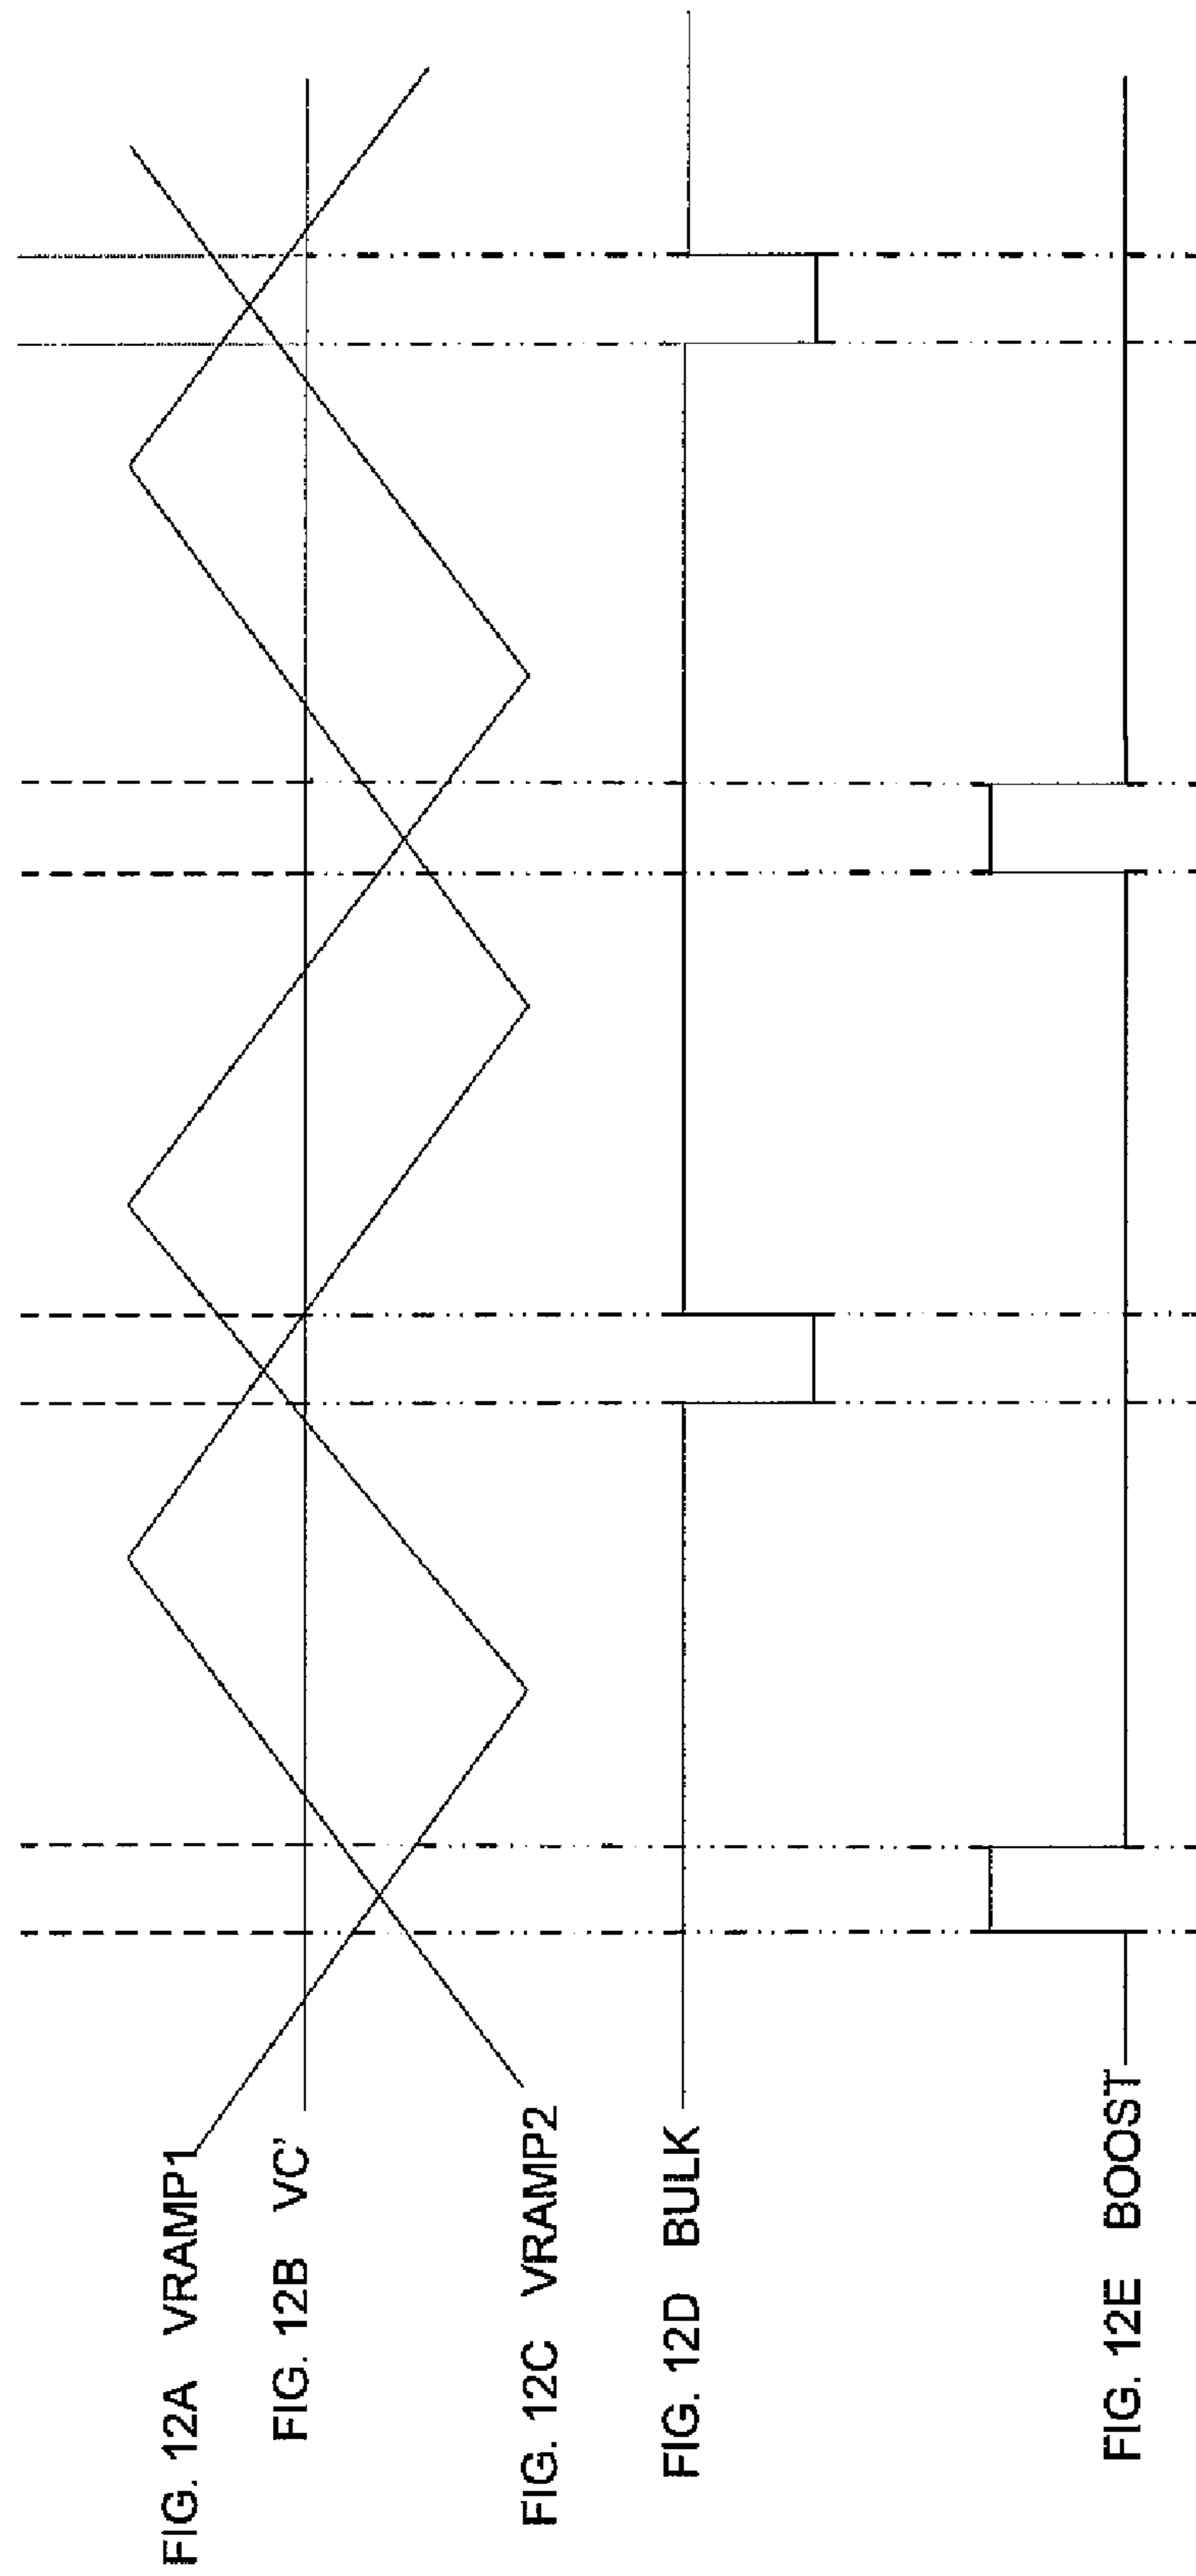 FIG. 12A VRAMP1
FIG. 12B VC'
FIG. 12C VRAMP2
FIG. 12D BULK
FIG. 12E BOOST